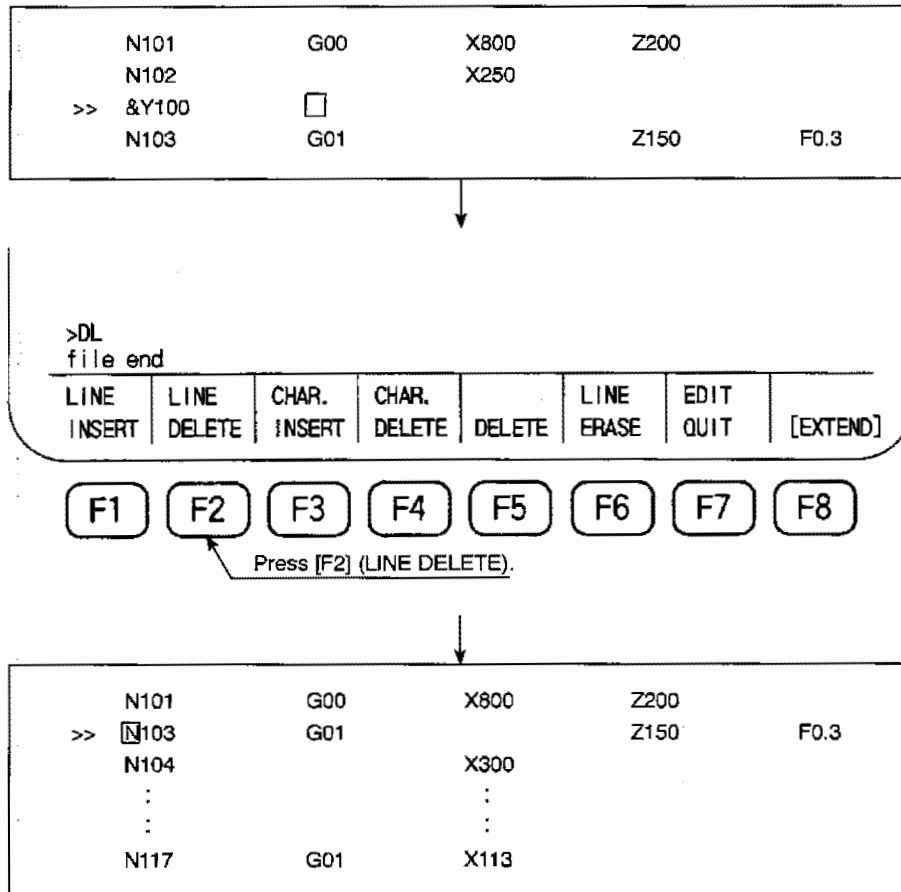 N101 G00 X800 Z200
N102 X250
>> &Y100
N103 G01 Z150 F0.3
>DL
file end
LINE INSERT LINE DELETE CHAR. INSERT CHAR. DELETE DELETE LINE ERASE EDIT QUIT [EXTEND]
F1 F2 F3 F4 F5 F6 F7 F8
Press [F2] (LINE DELETE).
N101 G00 X800 Z200
>> N103 G01 Z150 F0.3
N104 X300
: :
: :
N117 G01 X113